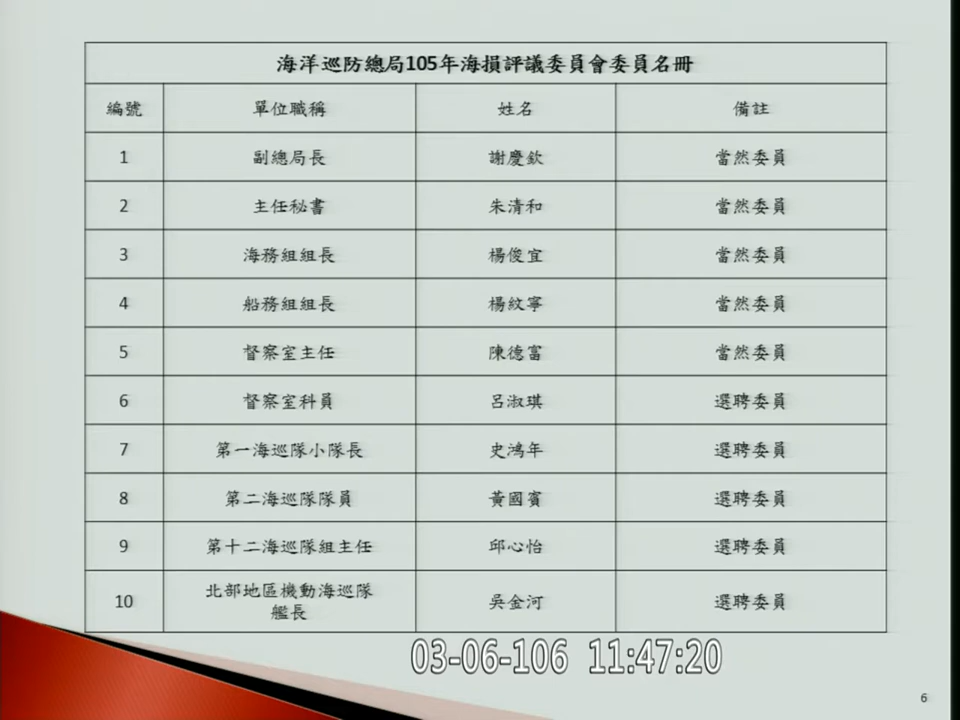 海洋巡防總局105年海損評議委員會委員名冊
編號 單位職稱 姓名 備註
1 副總局長 謝慶欽 當然委員
2 主任秘書 朱清和 當然委員
3 海務組組長 楊俊宜 當然委員
4 船務組組長 楊紋寧 當然委員
5 督察室主任 陳德富 當然委員
6 督察室科員 呂淑琪 選聘委員
7 第一海巡隊小隊長 史鴻年 選聘委員
8 第二海巡隊隊員 黃國賓 選聘委員
9 第十二海巡隊組主任 邱心怡 選聘委員
10 北部地區機動海巡隊
艦長 吳金河 選聘委員
03-06-106 11:47:20
6